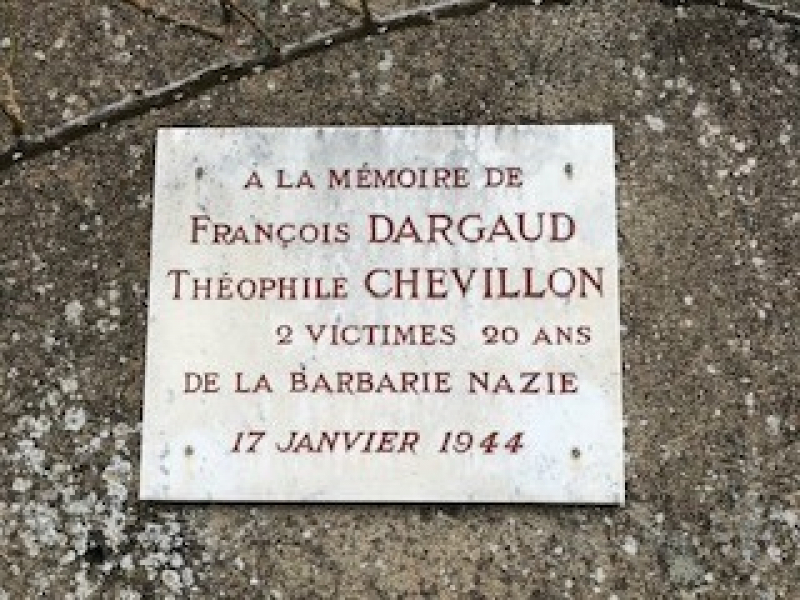 A LA MÉMOIRE DE
FRANÇOIS DARGAUD
THÉOPHILE CHEVILLON
2 VICTIMES 20 ANS
DE LA BARBARIE NAZIE
17 JANVIER 1944